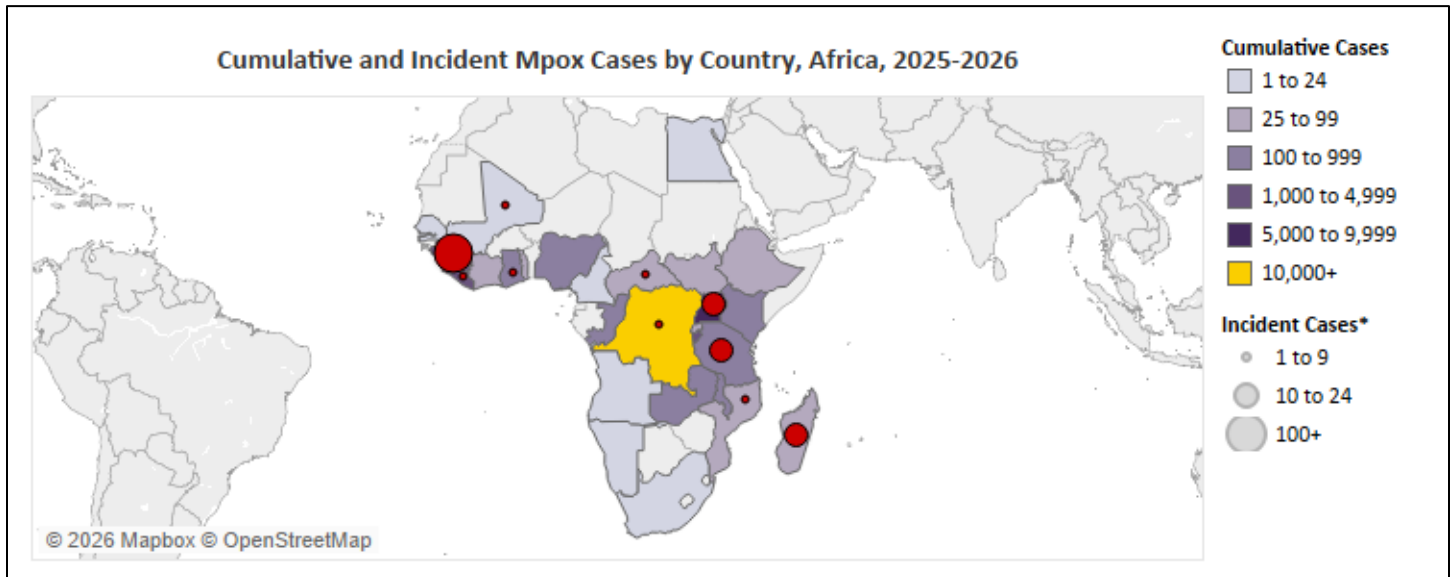 Cumulative and Incident Mpox Cases by Country, Africa, 2025-2026
Cumulative Cases
1 to 24
25 to 99
100 to 999
1,000 to 4,999
5,000 to 9,999
10,000+
Incident Cases*
1 to 9
10 to 24
100+
© 2026 Mapbox © OpenStreetMap